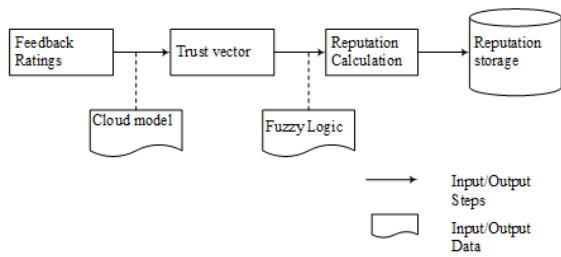 Feedback
Ratings
Trust vector
Reputation
Calculation
Reputation
storage
Cloud model
Fuzzy Logic
Input/Output
Steps
Input/Output
Data